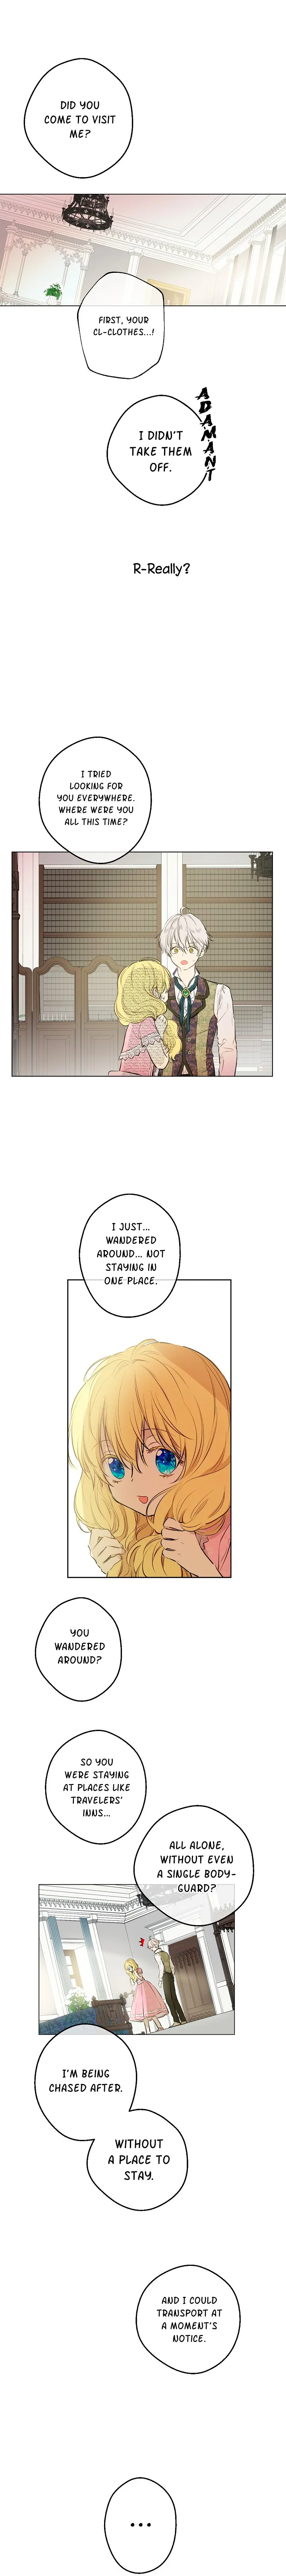 DID YOU
COME TO VISIT
ME?
FIRST, YOUR
CL-CLOTHES...!
ADAMANT
I DIDN'T
TAKE THEM
OFF.
R-Really?
I TRIED
LOOKING FOR
YOU EVERYWHERE.
WHERE WERE YOU
ALL THIS TIME?
I JUST...
WANDERED
AROUND... NOT
STAYING IN
ONE PLACE.
YOU
WANDERED
AROUND?
SO YOU
WERE STAYING
AT PLACES LIKE
TRAVELERS'
INNS...
ALL ALONE,
WITHOUT EVEN
A SINGLE BODY-
GUARD?
I'M BEING
CHASED AFTER.
WITHOUT
A PLACE TO
STAY.
AND I COULD
TRANSPORT AT
A MOMENT'S
NOTICE.
...